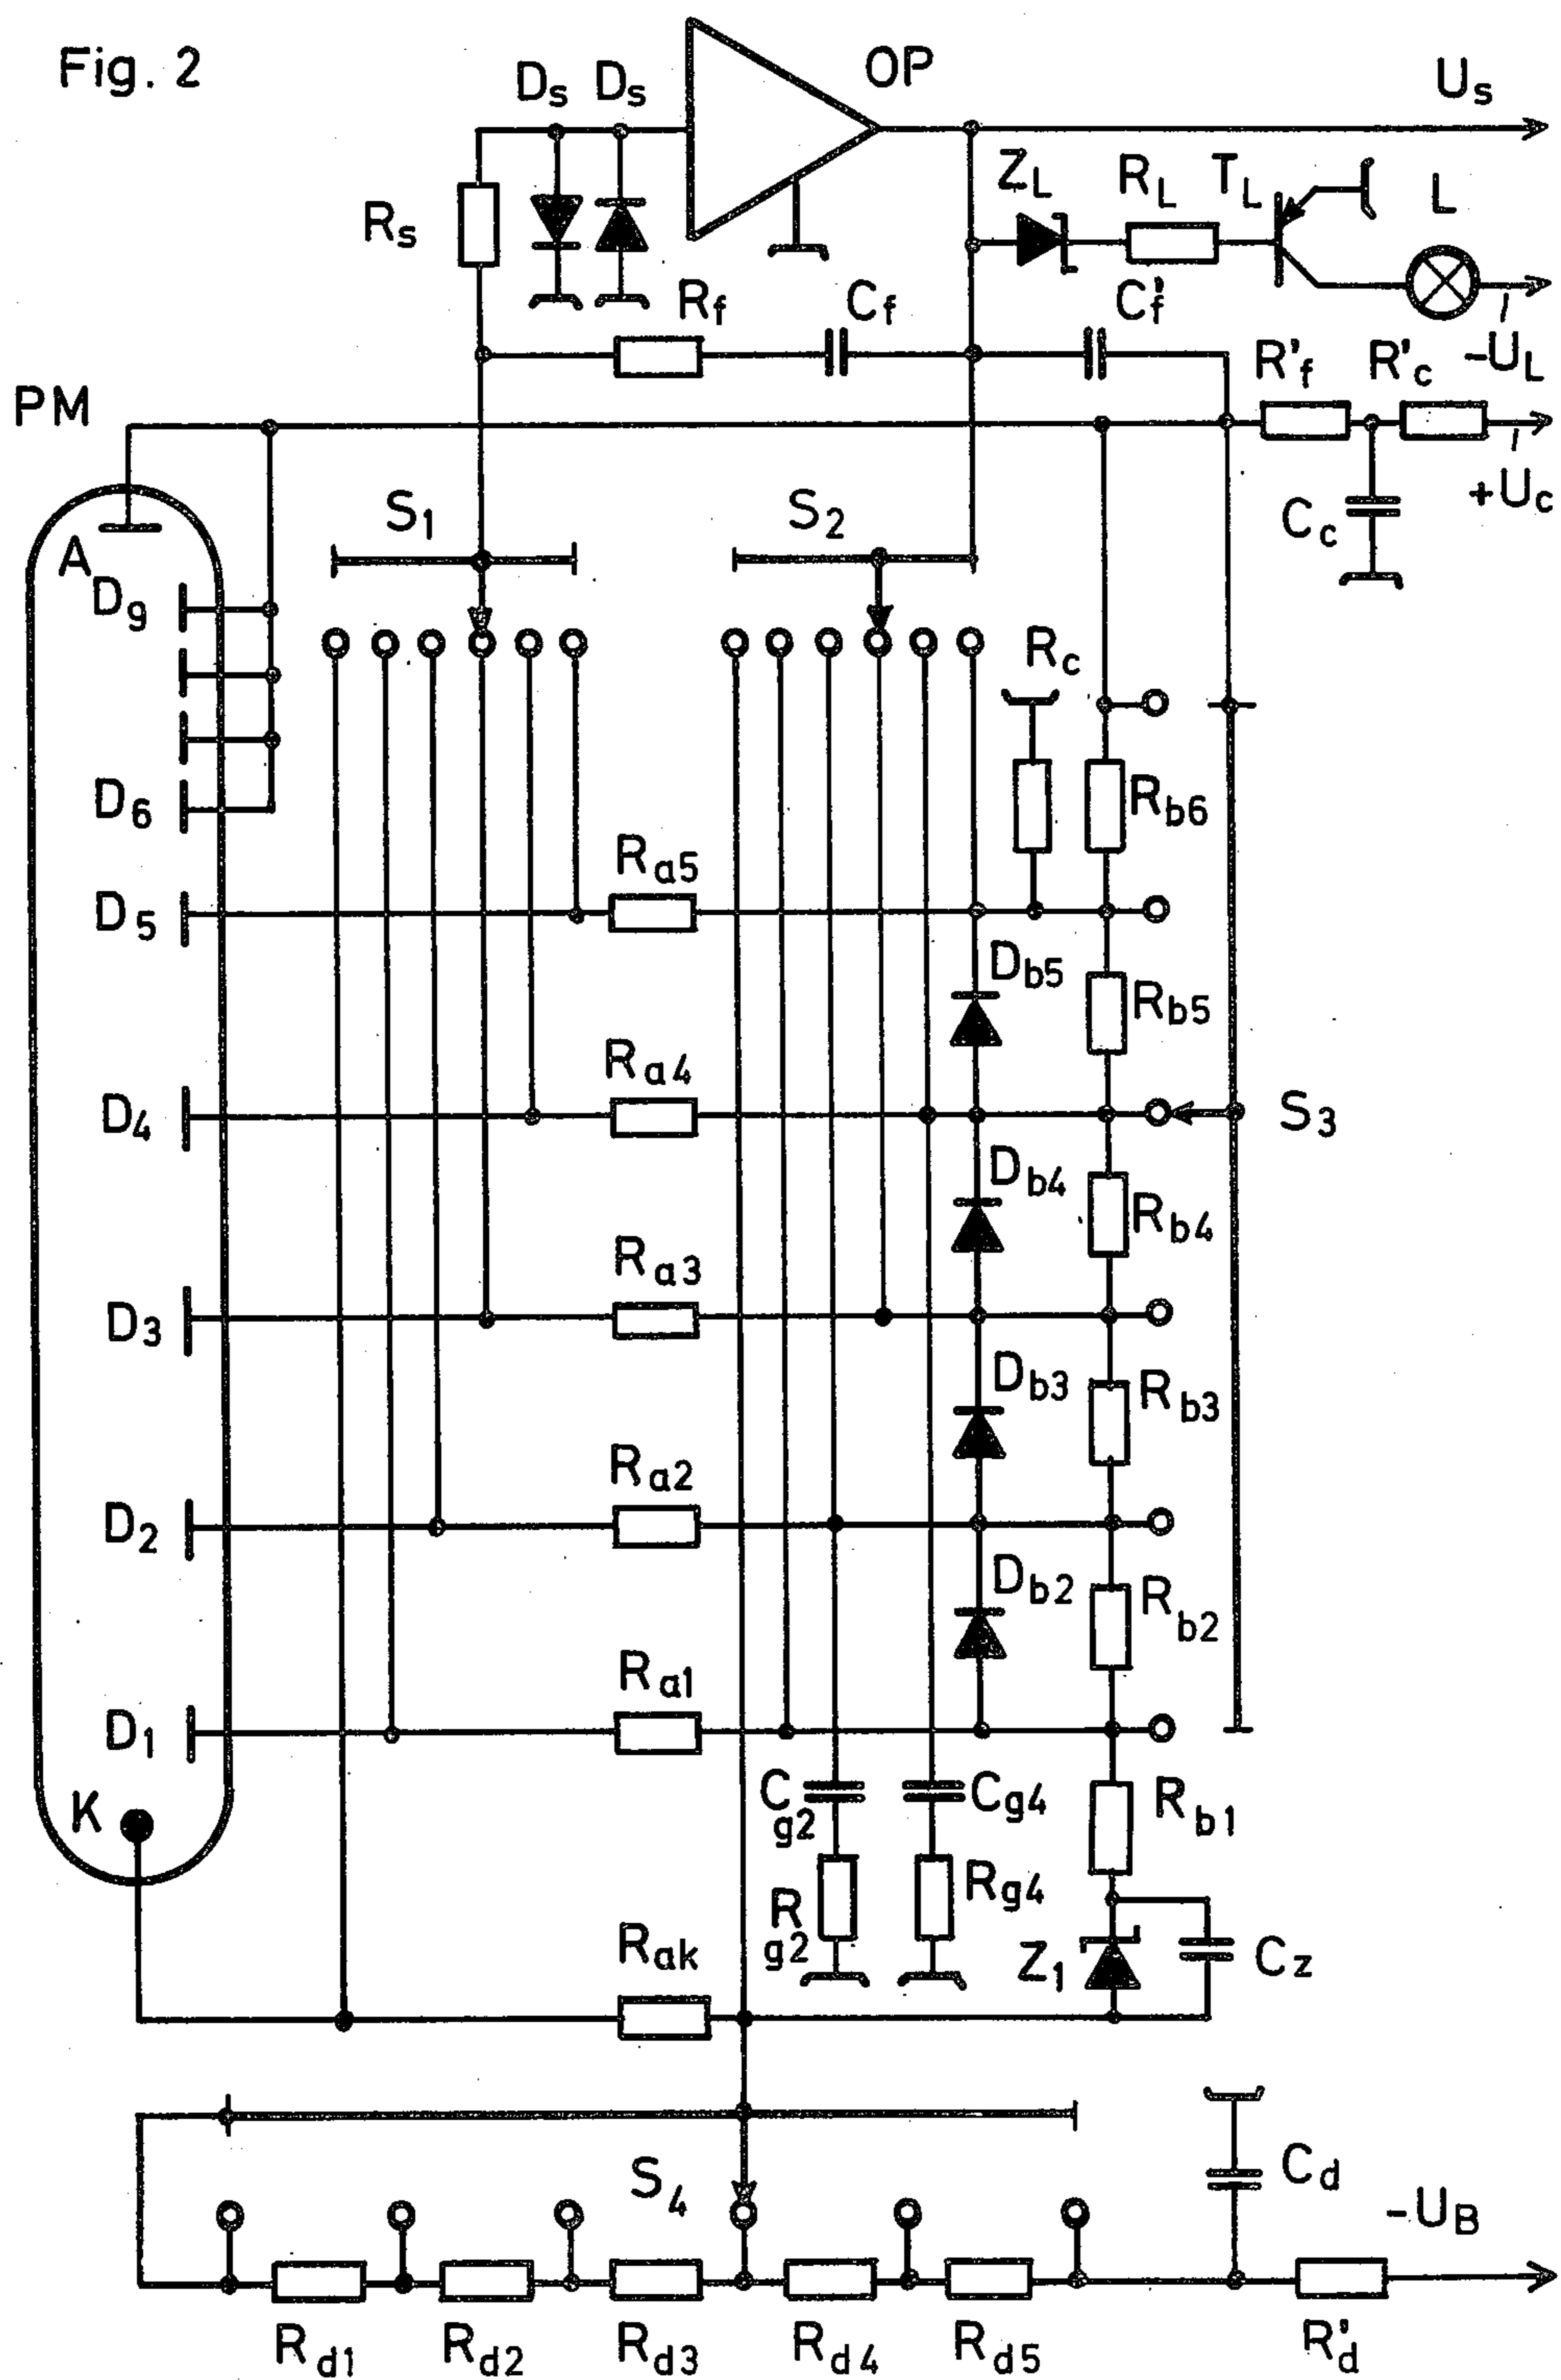 Fig. 2
Ds Ds OP Us
ZL RL TL L
Rs
Rf Cf C'f
R'f R'c -UL
PM
+Uc
Cc
S1 S2
A
D9
Rc
D6 Rb6
Ra5
D5
Db5
Rb5
Ra4
D4 S3
Db4
Rb4
Ra3
D3
Db3
Rb3
Ra2
D2
Db2
Rb2
Ra1
D1
K Cg2 Cg4 Rb1
Rg2 Rg4
Rak Z1 Cz
S4 Cd
-UB
Rd1 Rd2 Rd3 Rd4 Rd5 R'd